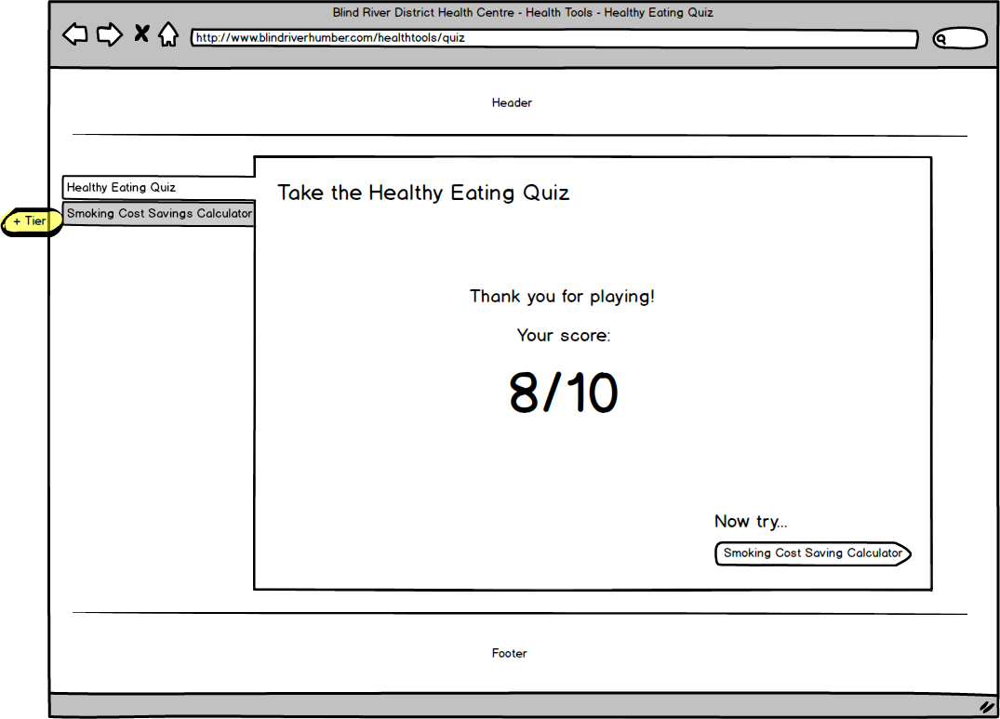 Blind River District Health Centre - Health Tools - Healthy Eating Quiz
http://www.blindriverhumber.com/healthtools/quiz
Header
Healthy Eating Quiz
Smoking Cost Savings Calculator
+ Tier
Take the Healthy Eating Quiz
Thank you for playing!
Your score:
8/10
Now try...
Smoking Cost Saving Calculator
Footer